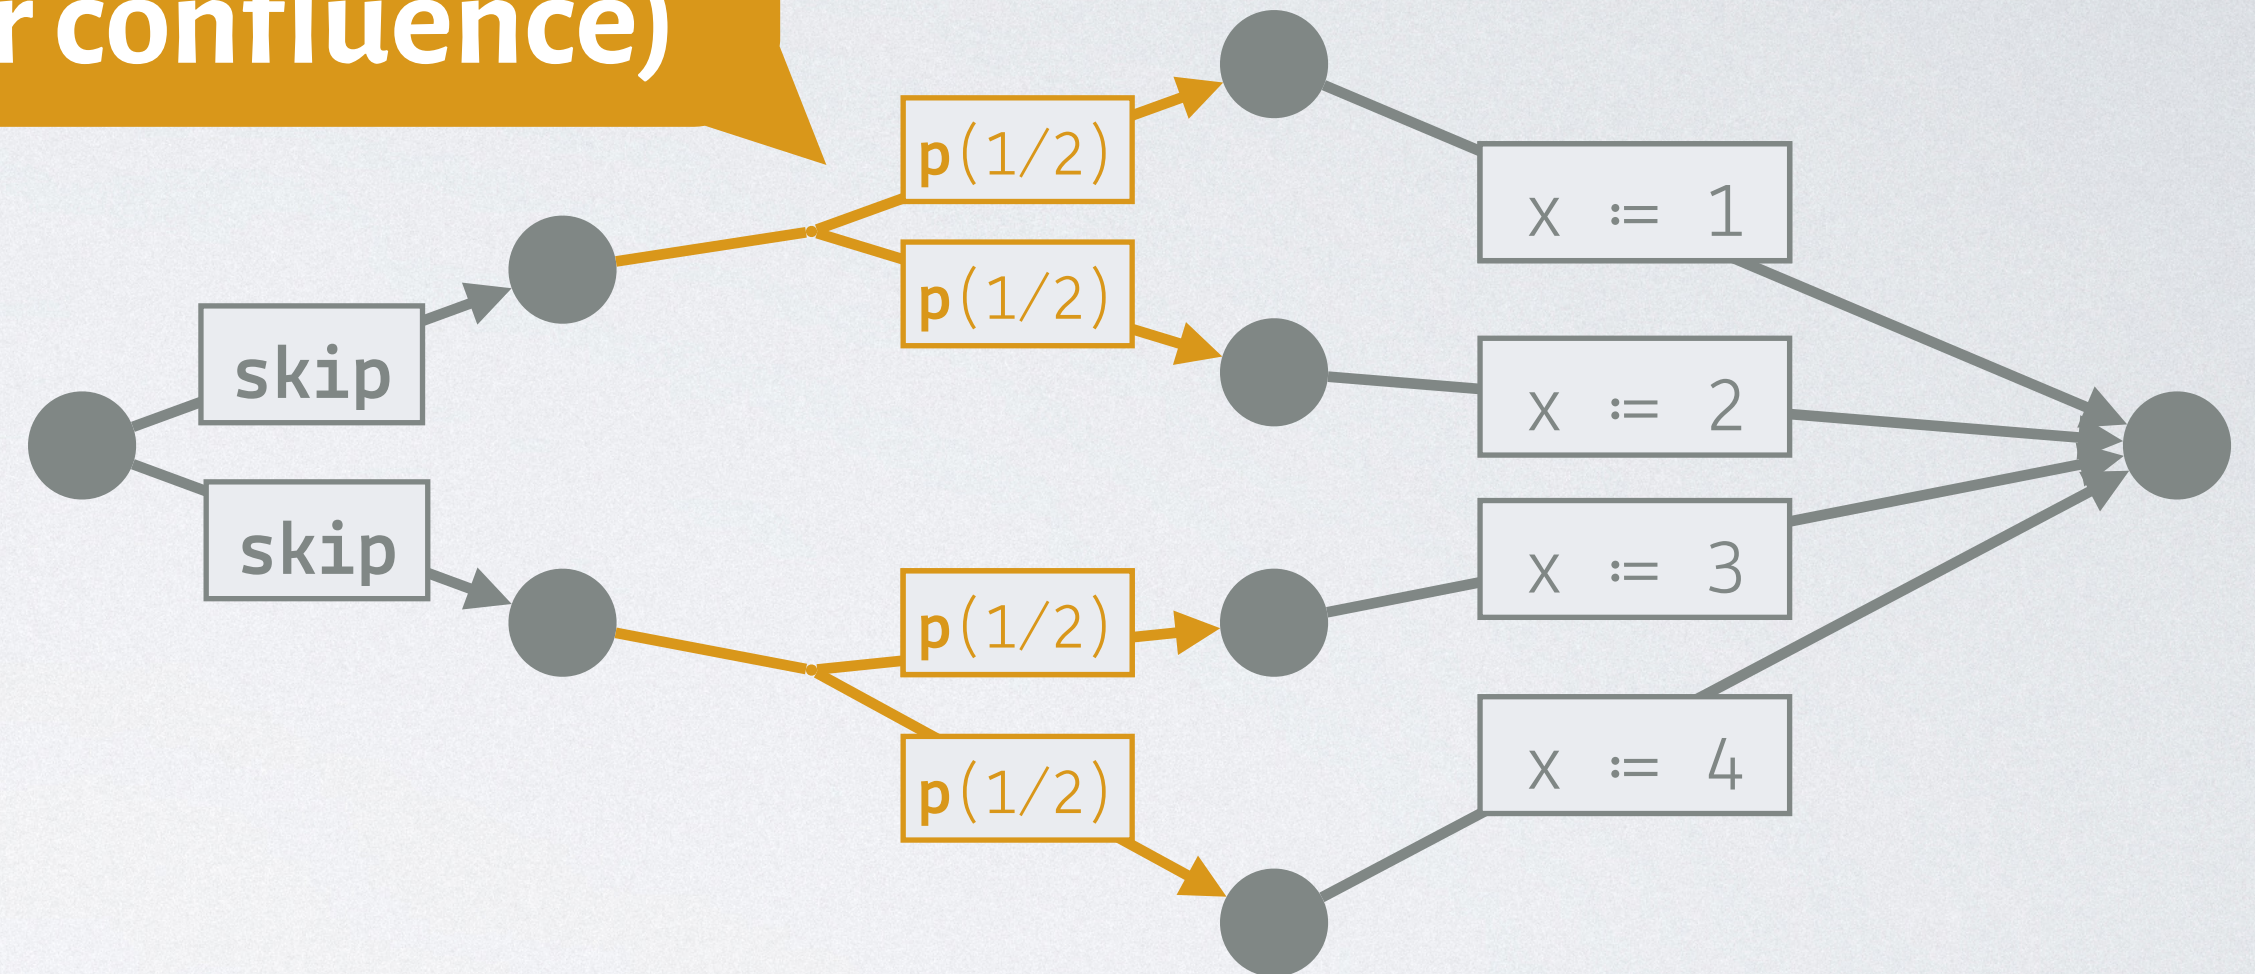 r confluence)
p(1/2)
x ≔ 1
p(1/2)
skip
x ≔ 2
skip
x ≔ 3
p(1/2)
x ≔ 4
p(1/2)